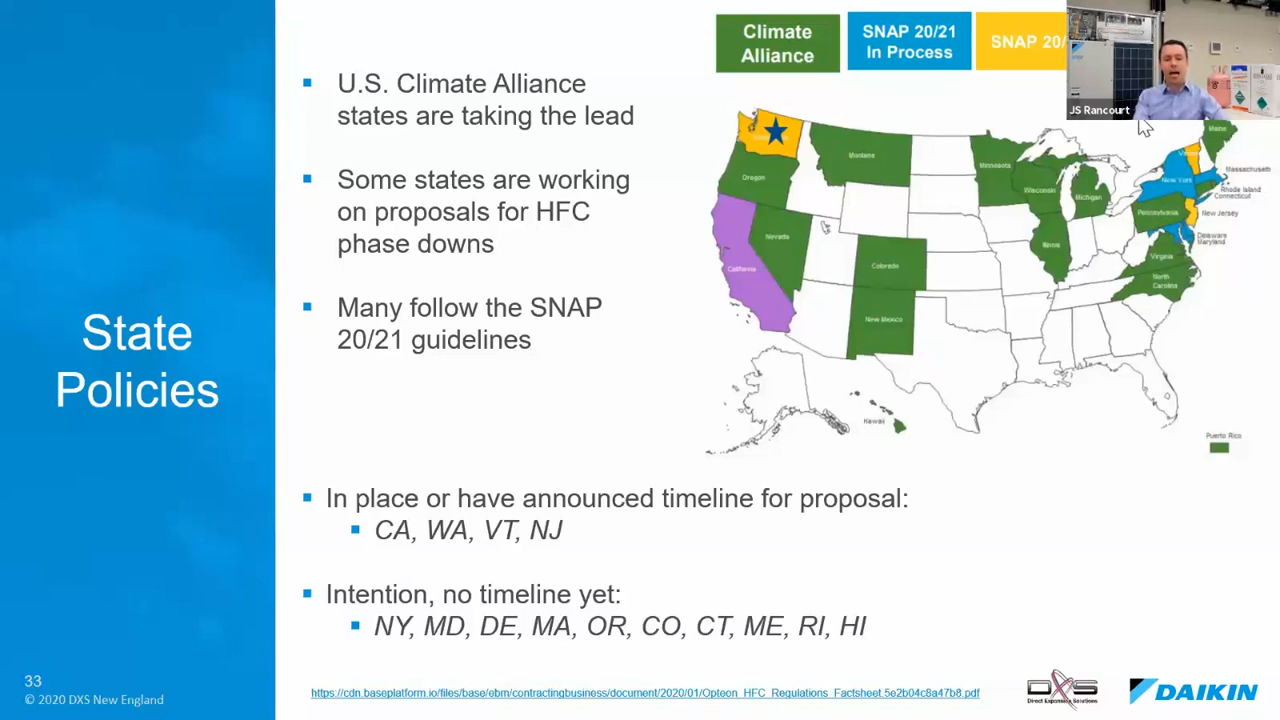 Climate
Alliance
SNAP 20/21
In Process
SNAP 20/
JS Rancourt
U.S. Climate Alliance
states are taking the lead
Some states are working
on proposals for HFC
phase downs
Many follow the SNAP
20/21 guidelines
State
Policies
Maine
Montana
Minnesota
Oregon
Wisconsin
Michigan
New York
Massachusetts
Rhode Island
Connecticut
Pennsylvania
New Jersey
Nevada
Delaware
Maryland
Illinois
Virginia
California
Colorado
North
Carolina
New Mexico
Hawaii
Puerto Rico
In place or have announced timeline for proposal:
CA, WA, VT, NJ
Intention, no timeline yet:
NY, MD, DE, MA, OR, CO, CT, ME, RI, HI
33
© 2020 DXS New England
https://cdn.baseplatform.io/files/base/ebm/contractingbusiness/document/2020/01/Opteon_HFC_Regulations_Factsheet.5e2b04c8a47b8.pdf
DXS
Direct Expansion Solutions
DAIKIN